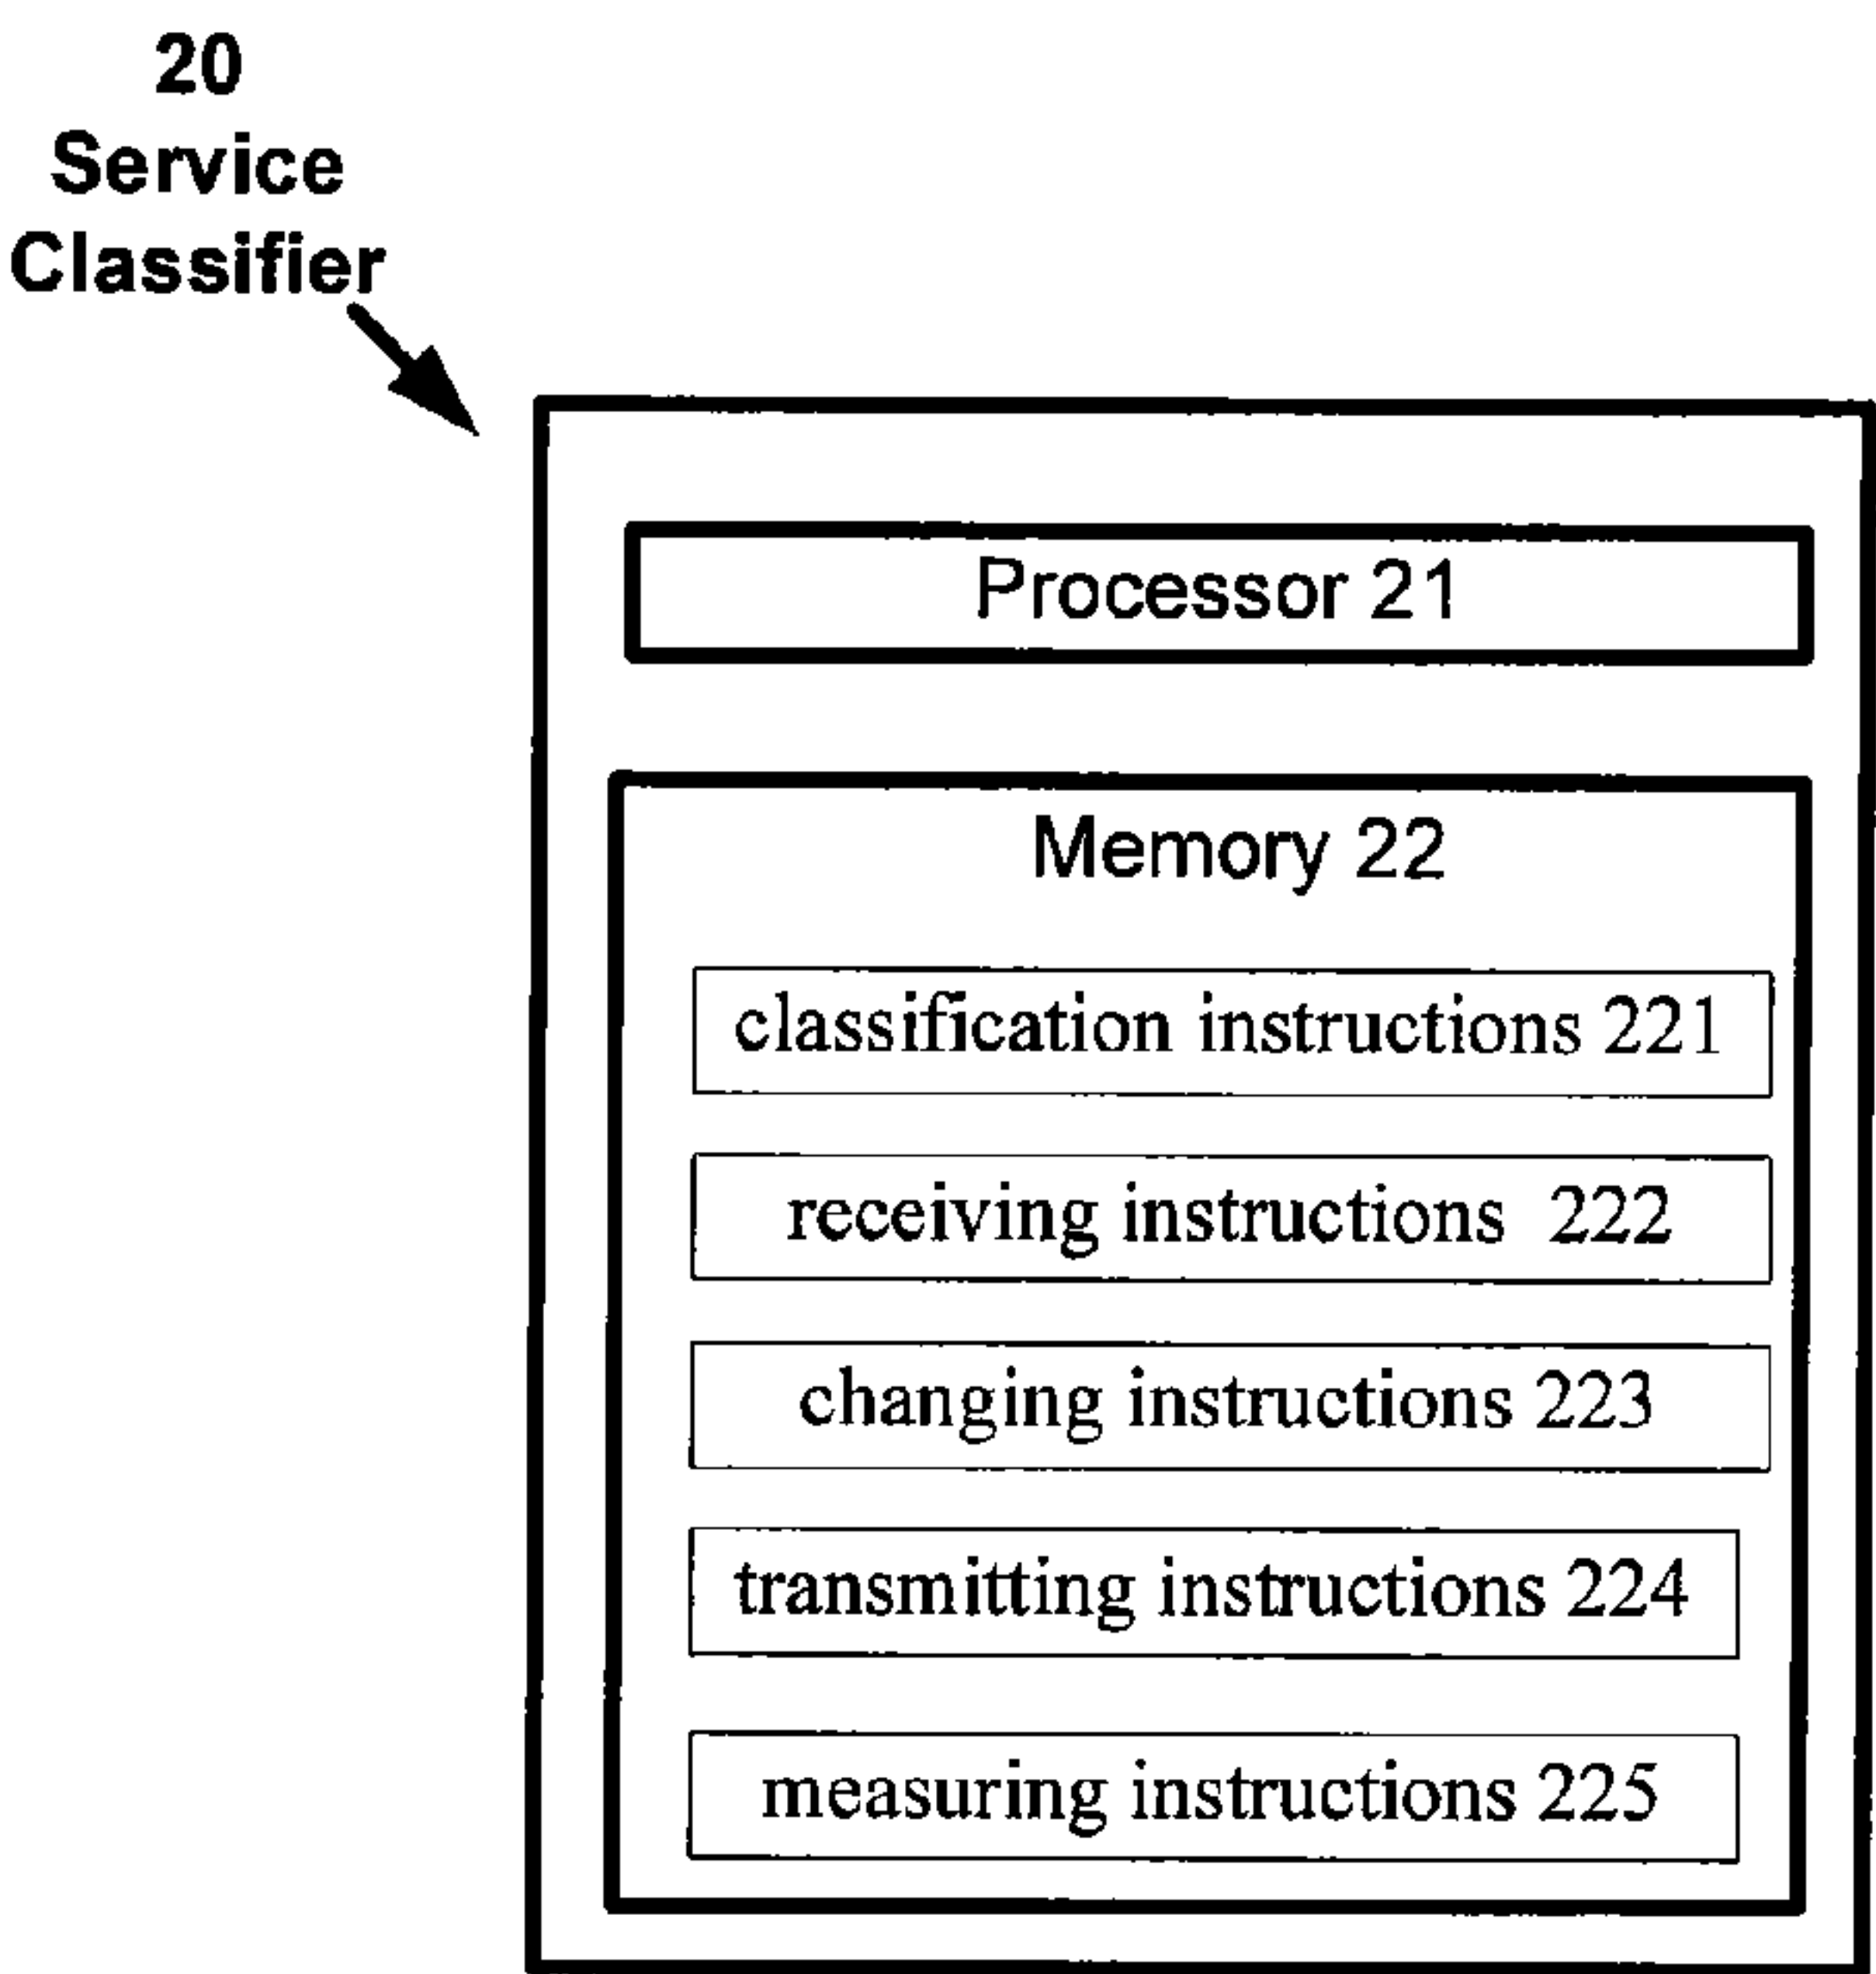 20
Service
Classifier
Processor 21
Memory 22
classification instructions 221
receiving instructions 222
changing instructions 223
transmitting instructions 224
measuring instructions 225